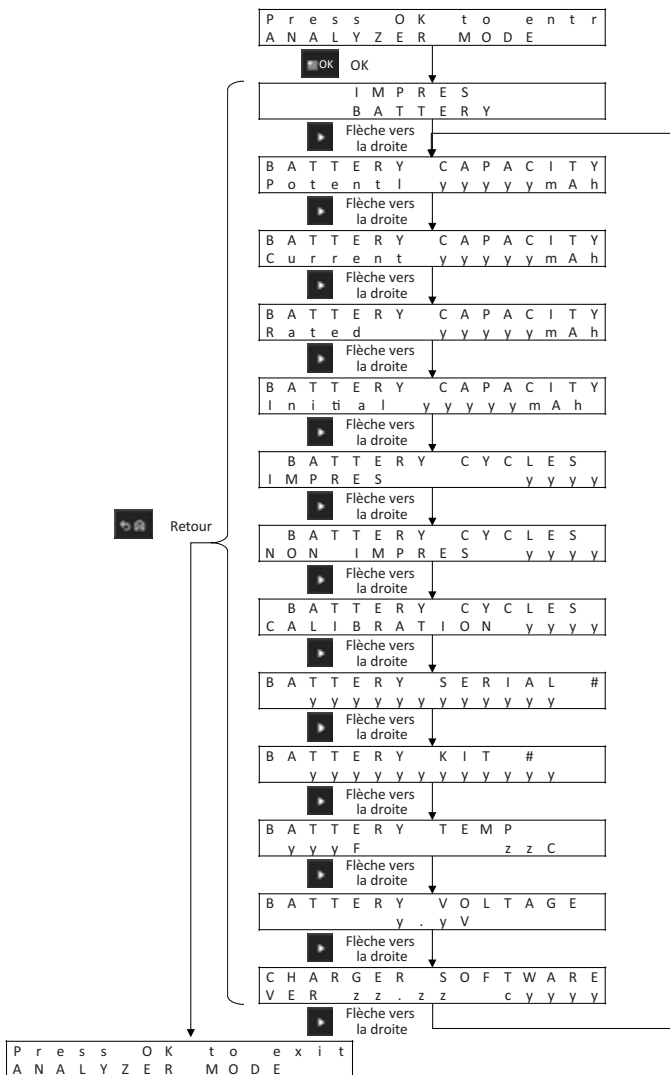 Press OK to entr
ANALYZER MODE
OK OK
IMPRES
BATTERY
Flèche vers
la droite
BATTERY CAPACITY
Potentl yyyyymAh
Flèche vers
la droite
BATTERY CAPACITY
Current yyyyymAh
Flèche vers
la droite
BATTERY CAPACITY
Rated yyyyymAh
Flèche vers
la droite
BATTERY CAPACITY
Initial yyyyymAh
Flèche vers
la droite
BATTERY CYCLES
IMPRES yyyy
Flèche vers
la droite
Retour
BATTERY CYCLES
NON IMPRES yyyy
Flèche vers
la droite
BATTERY CYCLES
CALIBRATION yyyy
Flèche vers
la droite
BATTERY SERIAL #
yyyyyyyyyyyy
Flèche vers
la droite
BATTERY KIT #
yyyyyyyyyyyy
Flèche vers
la droite
BATTERY TEMP
yyyF zzC
Flèche vers
la droite
BATTERY VOLTAGE
y.yV
Flèche vers
la droite
CHARGER SOFTWARE
VER zz.zz cyyyy
Flèche vers
la droite
Press OK to exit
ANALYZER MODE